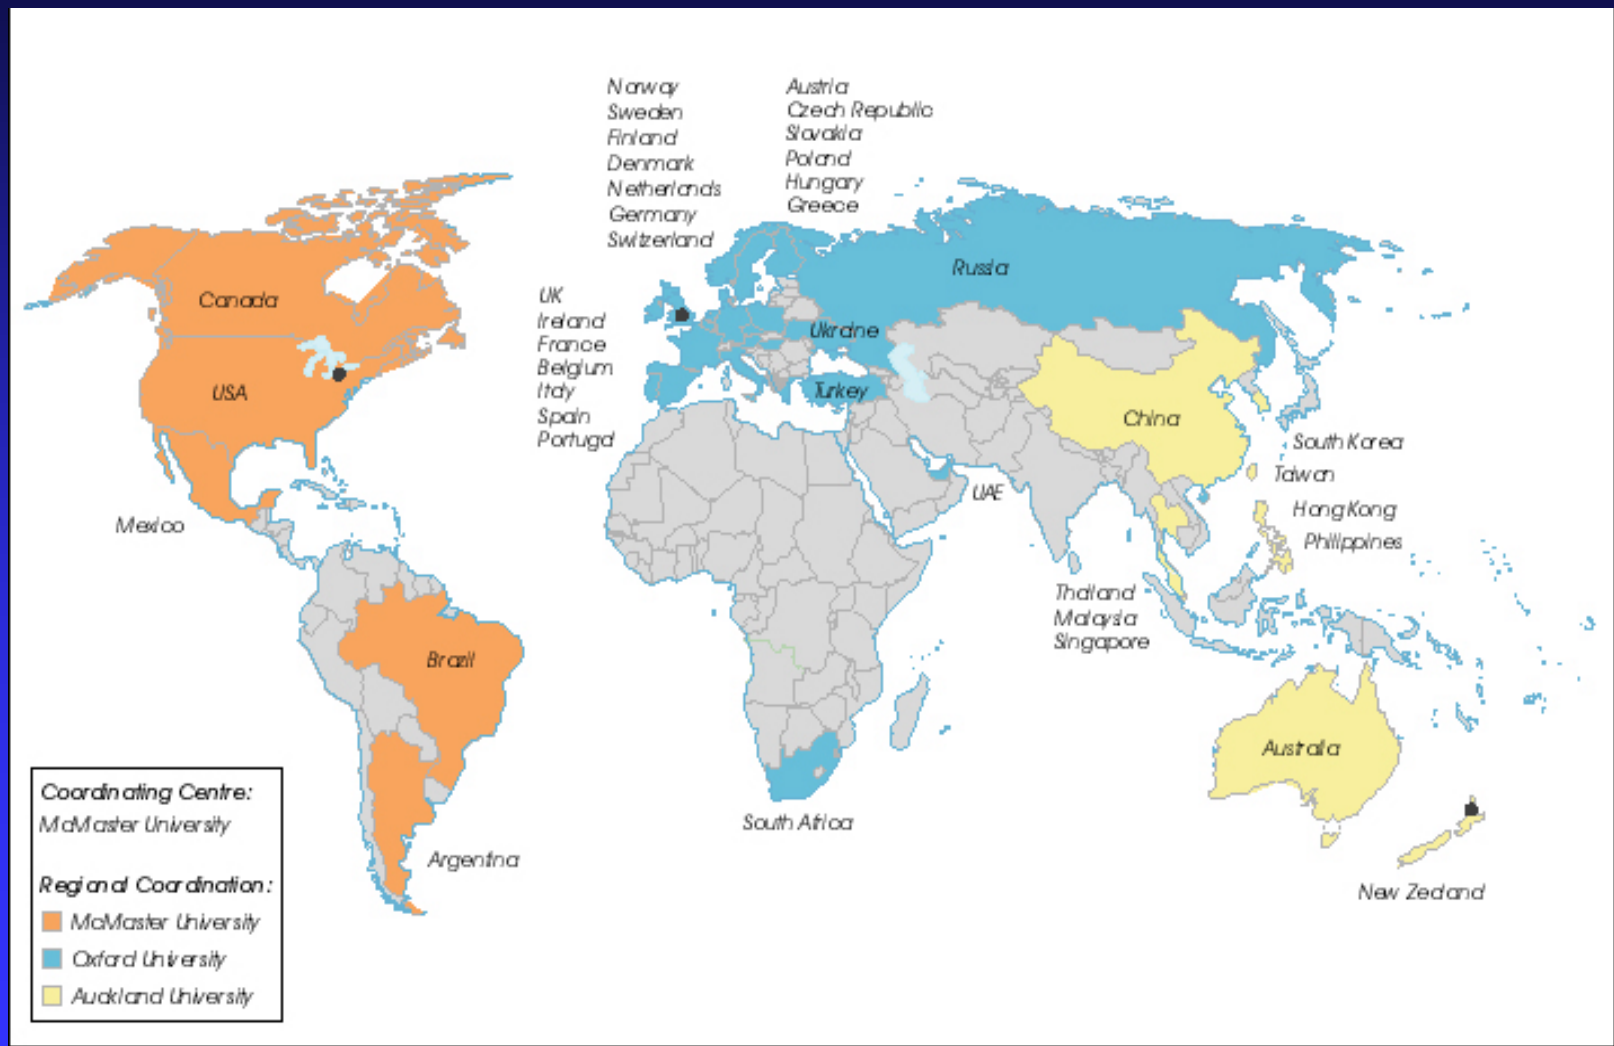 Norway
Sweden
Finland
Denmark
Netherlands
Germany
Switzerland
Austria
Czech Republic
Slovakia
Poland
Hungary
Greece
UK
Ireland
France
Belgium
Italy
Spain
Portugal
Canada
USA
Mexico
Brazil
Argentina
Russia
Ukraine
Turkey
UAE
South Africa
China
South Korea
Taiwan
Hong Kong
Philippines
Thailand
Malaysia
Singapore
Australia
New Zealand
Coordinating Centre:
McMaster University
Regional Coordination:
McMaster University
Oxford University
Auckland University